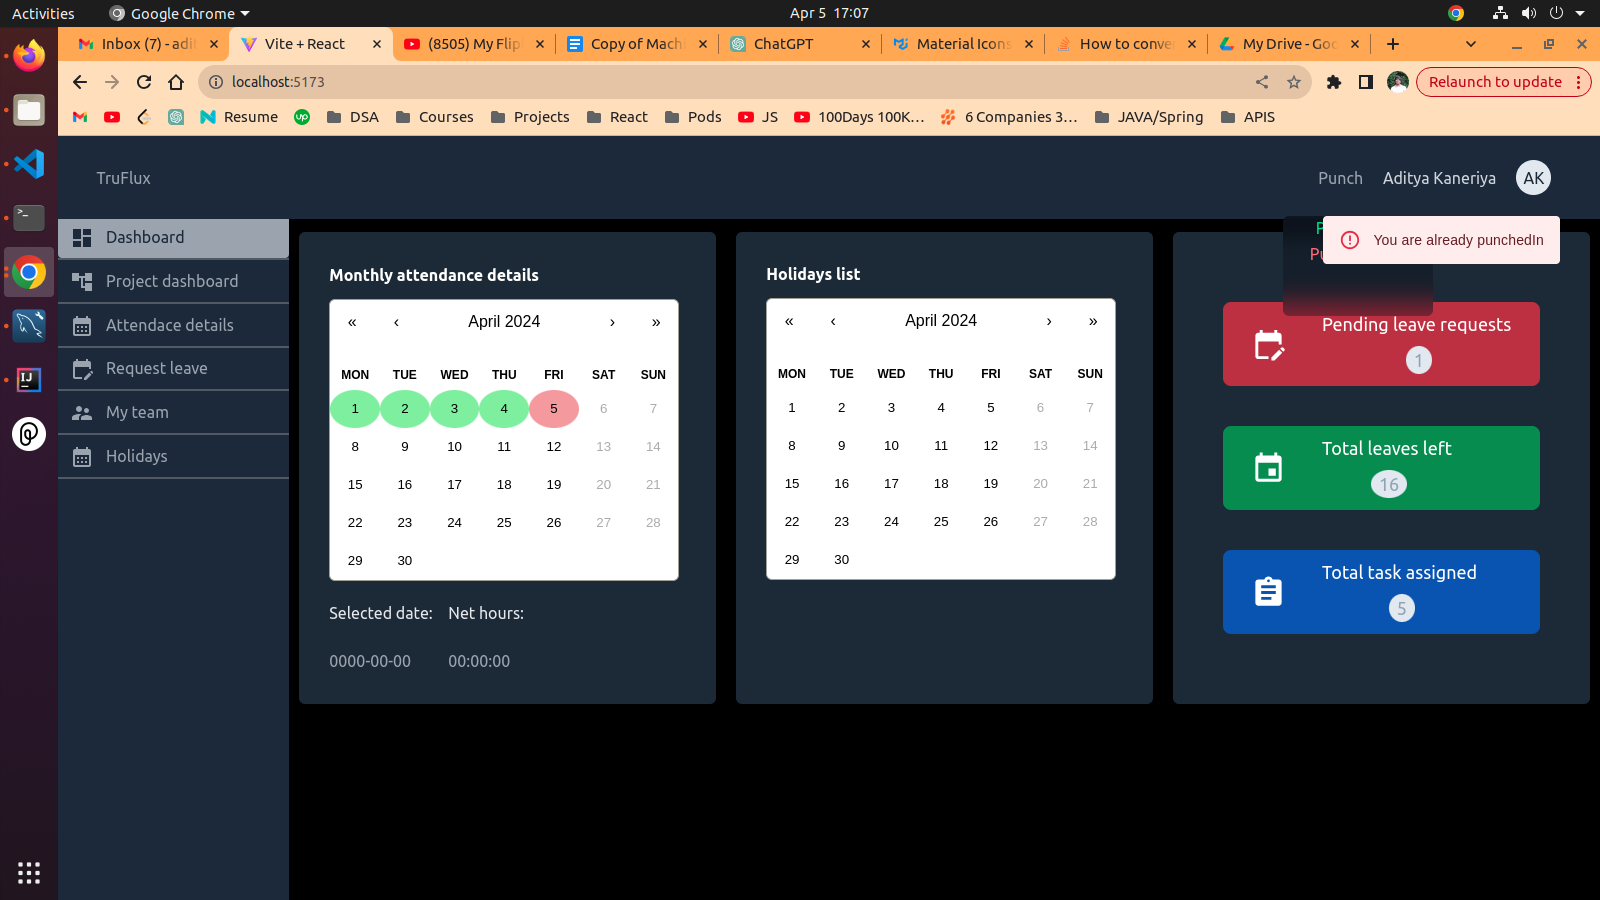 Activities
Google Chrome
Apr 5 17:07
Inbox (7) - adi
Vite + React
(8505) My Flip
Copy of Mach
ChatGPT
Material Icons
How to conve
My Drive - Goo
localhost:5173
Relaunch to update
Resume
DSA
Courses
Projects
React
Pods
JS
100Days 100K...
6 Companies 3...
JAVA/Spring
APIS
TruFlux
Punch
Aditya Kaneriya
AK
You are already punchedIn
Dashboard
Project dashboard
Attendace details
Request leave
My team
Holidays
Monthly attendance details
« ‹ April 2024 › »
MON TUE WED THU FRI SAT SUN
1 2 3 4 5 6 7
8 9 10 11 12 13 14
15 16 17 18 19 20 21
22 23 24 25 26 27 28
29 30
Selected date: Net hours:
0000-00-00 00:00:00
Holidays list
« ‹ April 2024 › »
MON TUE WED THU FRI SAT SUN
1 2 3 4 5 6 7
8 9 10 11 12 13 14
15 16 17 18 19 20 21
22 23 24 25 26 27 28
29 30
Pending leave requests
1
Total leaves left
16
Total task assigned
5